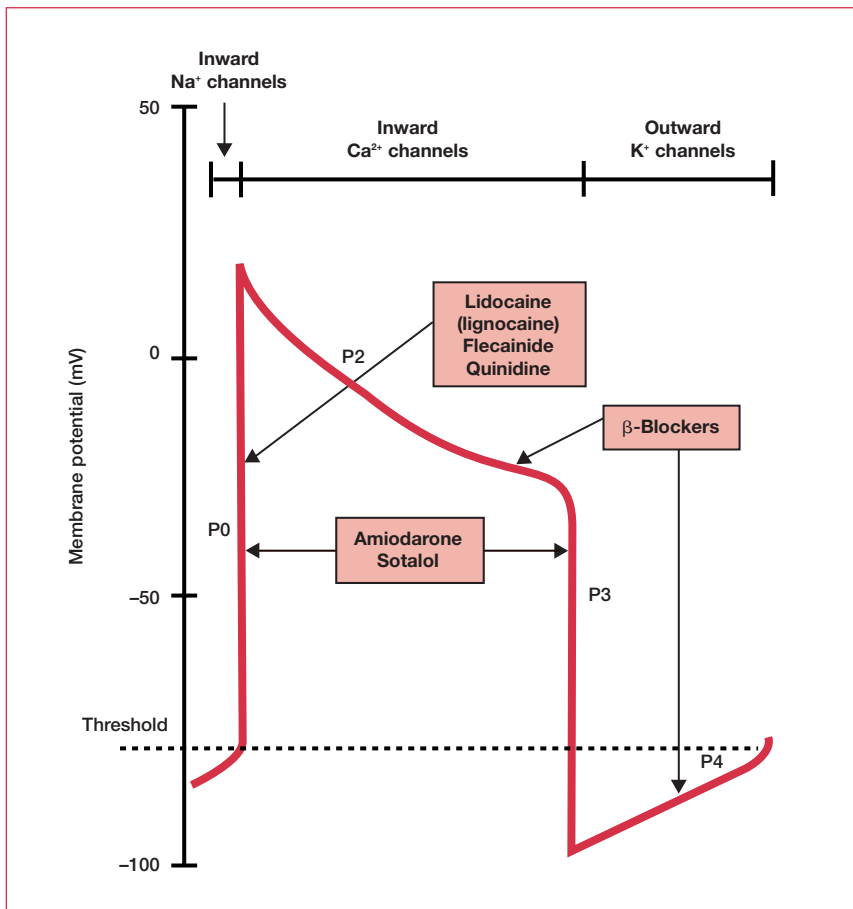 Inward
Na⁺ channels
50
Inward
Ca²⁺ channels
Outward
K⁺ channels
Lidocaine
(lignocaine)
Flecainide
Quinidine
0
P2
β-Blockers
Membrane potential (mV)
P0
Amiodarone
Sotalol
−50
P3
Threshold
P4
−100